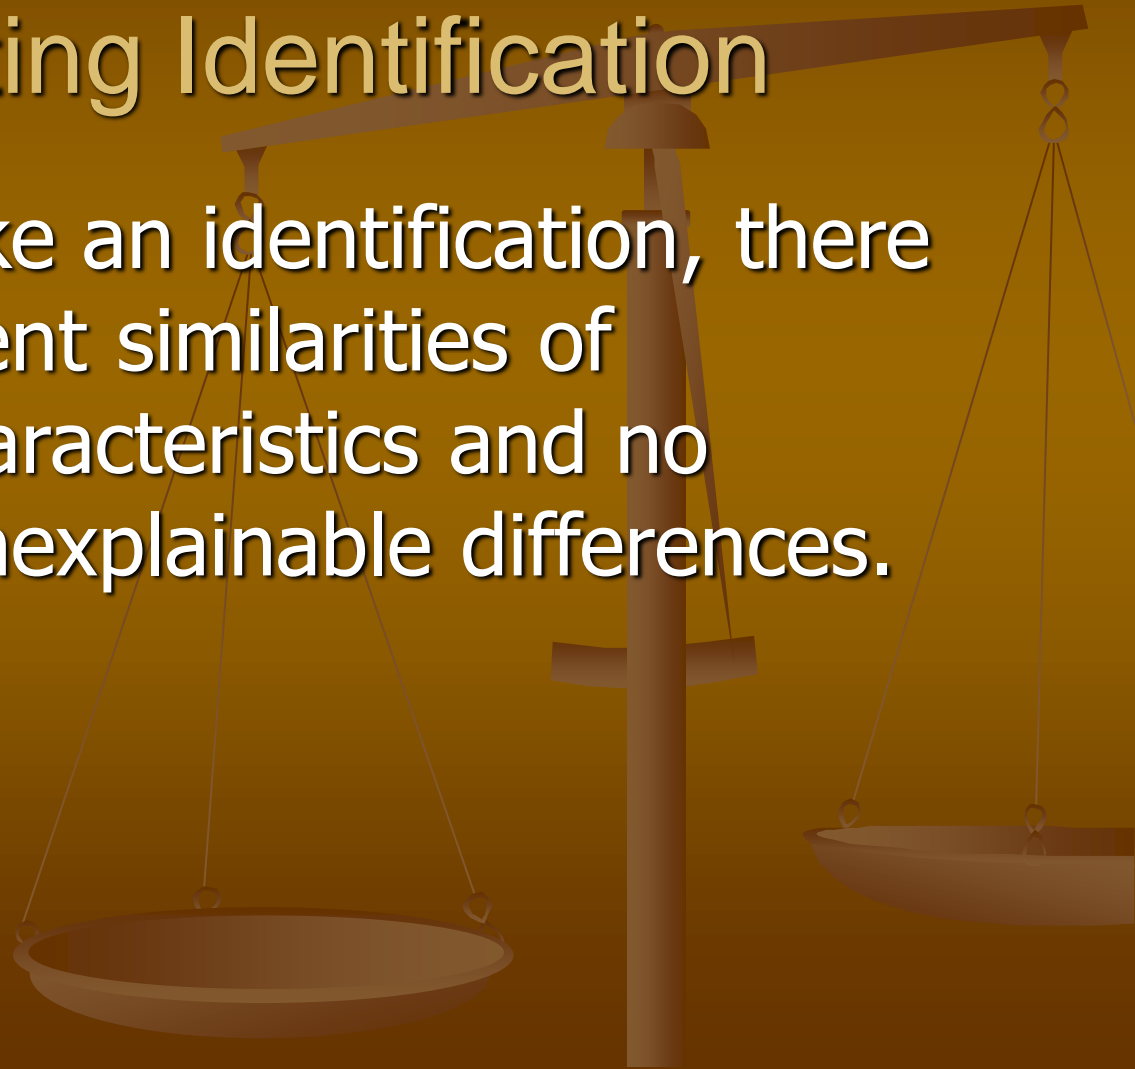 ing Identification
ke an identification, there
ent similarities of
aracteristics and no
nexplainable differences.